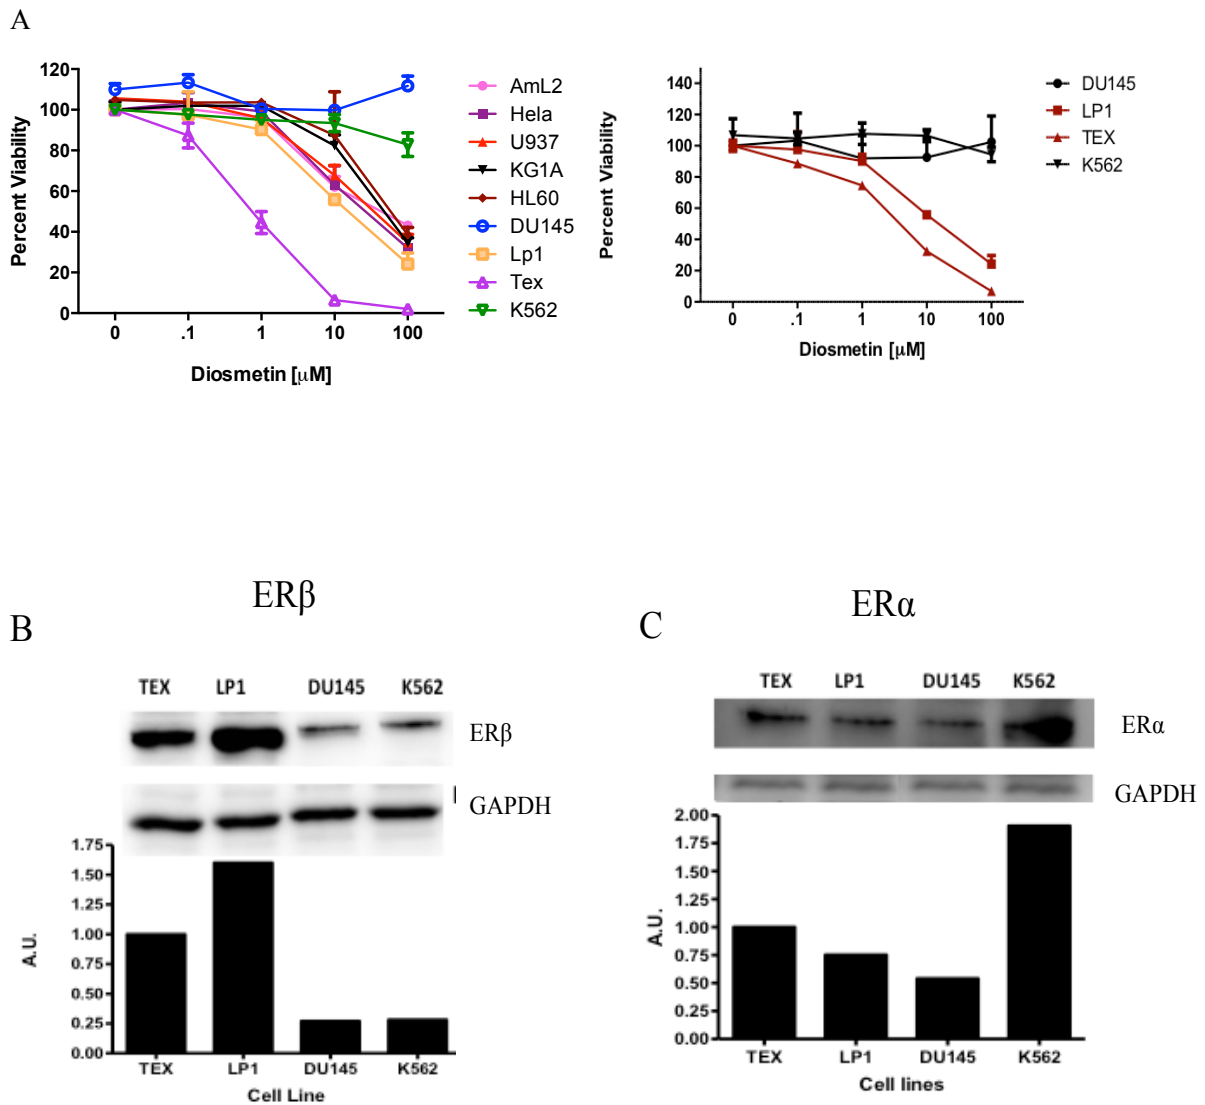 A
120
100
80
60
40
20
0
Percent Viability
0 .1 1 10 100
Diosmetin [μM]
AmL2
Hela
U937
KG1A
HL60
DU145
Lp1
Tex
K562
140
120
100
80
60
40
20
0
Percent Viability
0 .1 1 10 100
Diosmetin [μM]
DU145
LP1
TEX
K562
ERβ
B
TEX LP1 DU145 K562
ERβ
GAPDH
1.75
1.50
1.25
1.00
0.75
0.50
0.25
0.00
A.U.
TEX LP1 DU145 K562
Cell Line
ERα
C
TEX LP1 DU145 K562
ERα
GAPDH
2.00
1.75
1.50
1.25
1.00
0.75
0.50
0.25
0.00
A.U.
TEX LP1 DU145 K562
Cell lines